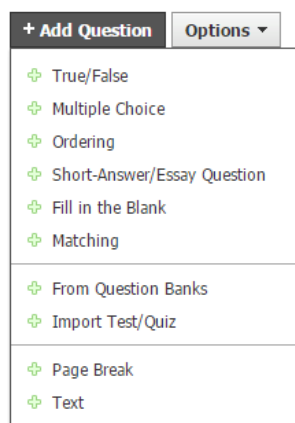 + Add Question Options ▼
True/False
Multiple Choice
Ordering
Short-Answer/Essay Question
Fill in the Blank
Matching
From Question Banks
Import Test/Quiz
Page Break
Text